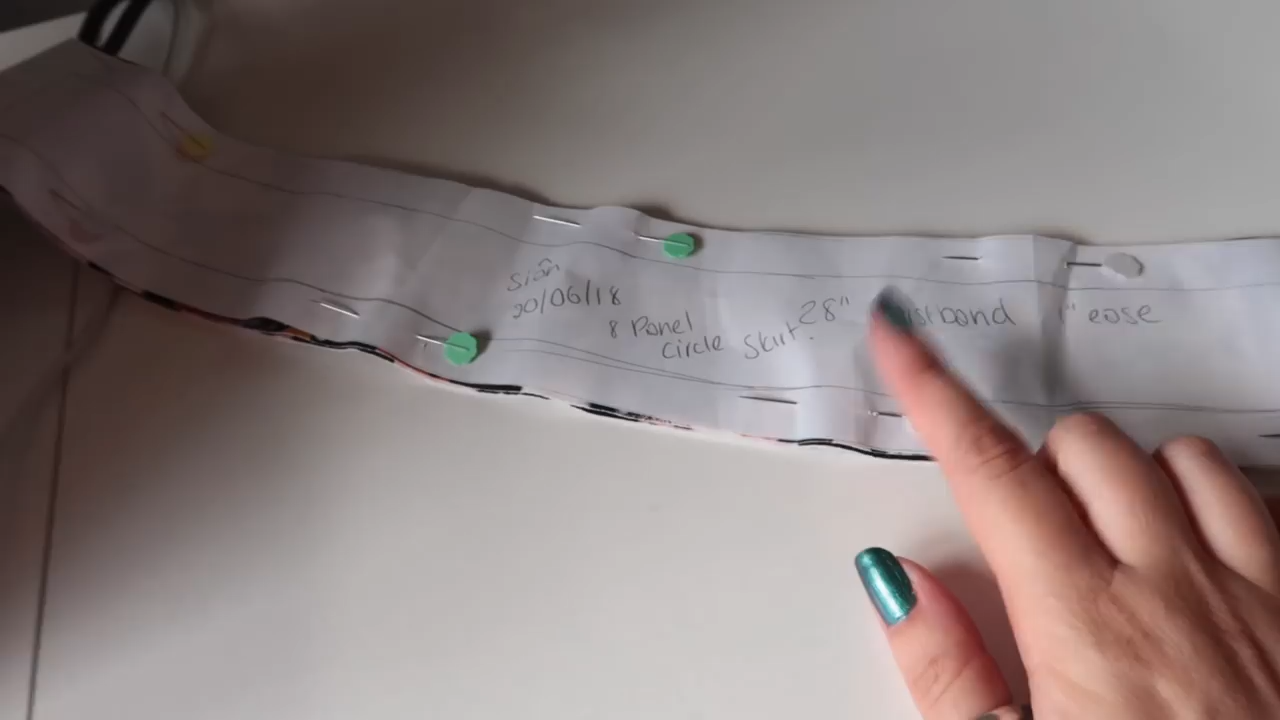 Siân
20/06/18
8 Panel
circle Skirt.
28"
1" ease